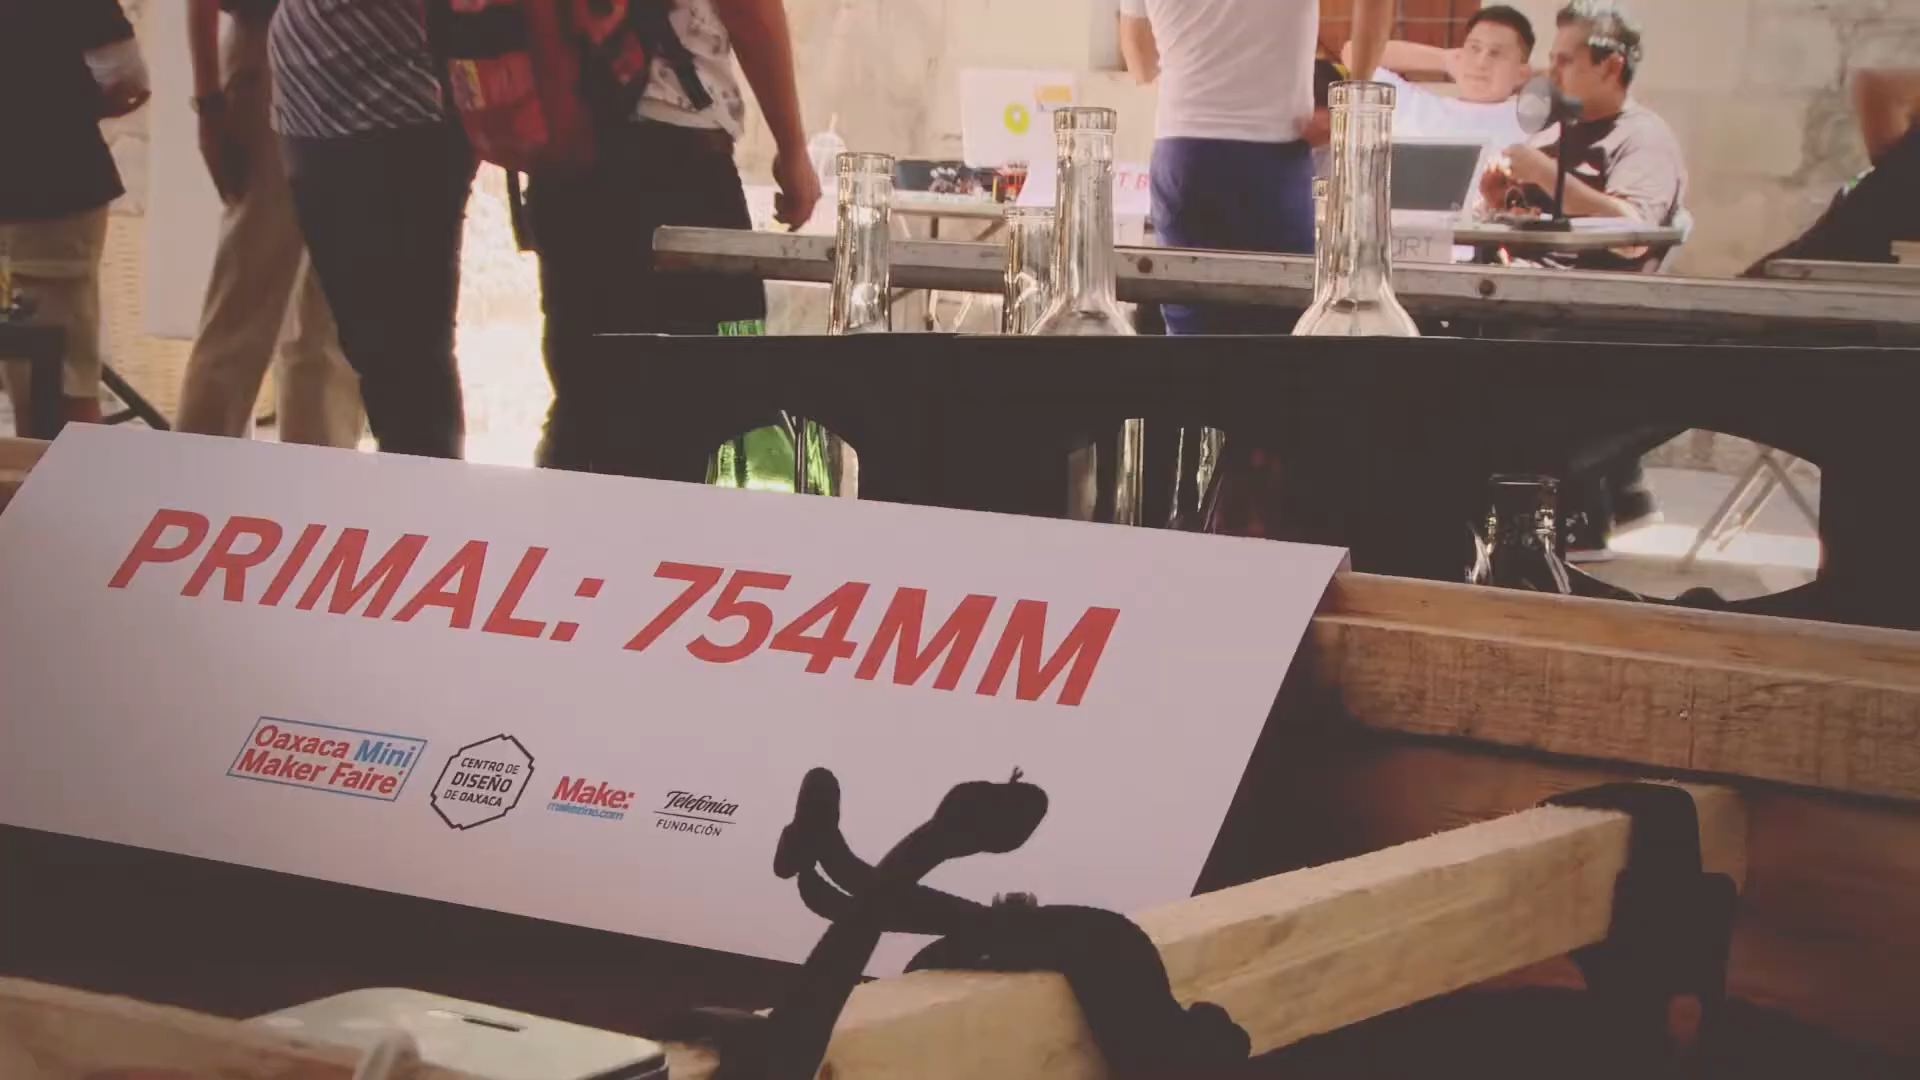 PRIMAL: 754MM
Oaxaca Mini
Maker Faire
CENTRO DE
DISEÑO
DE OAXACA
Make:
makezine.com
Telefónica
FUNDACIÓN